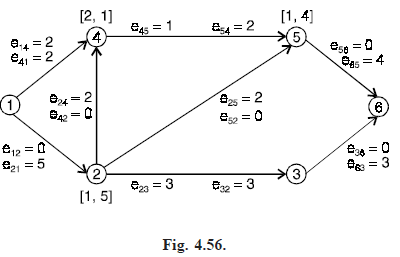 [2, 1]
[1, 4]
e₁₄ = 2
e₄₁ = 2
4
e₄₅ = 1
e₅₄ = 2
5
e₅₆ = 0
e₆₅ = 4
1
e₂₄ = 2
e₄₂ = 0
e₂₅ = 2
e₅₂ = 0
6
e₁₂ = 0
e₂₁ = 5
2
e₂₃ = 3
e₃₂ = 3
3
e₃₆ = 0
e₆₃ = 3
[1, 5]
Fig. 4.56.